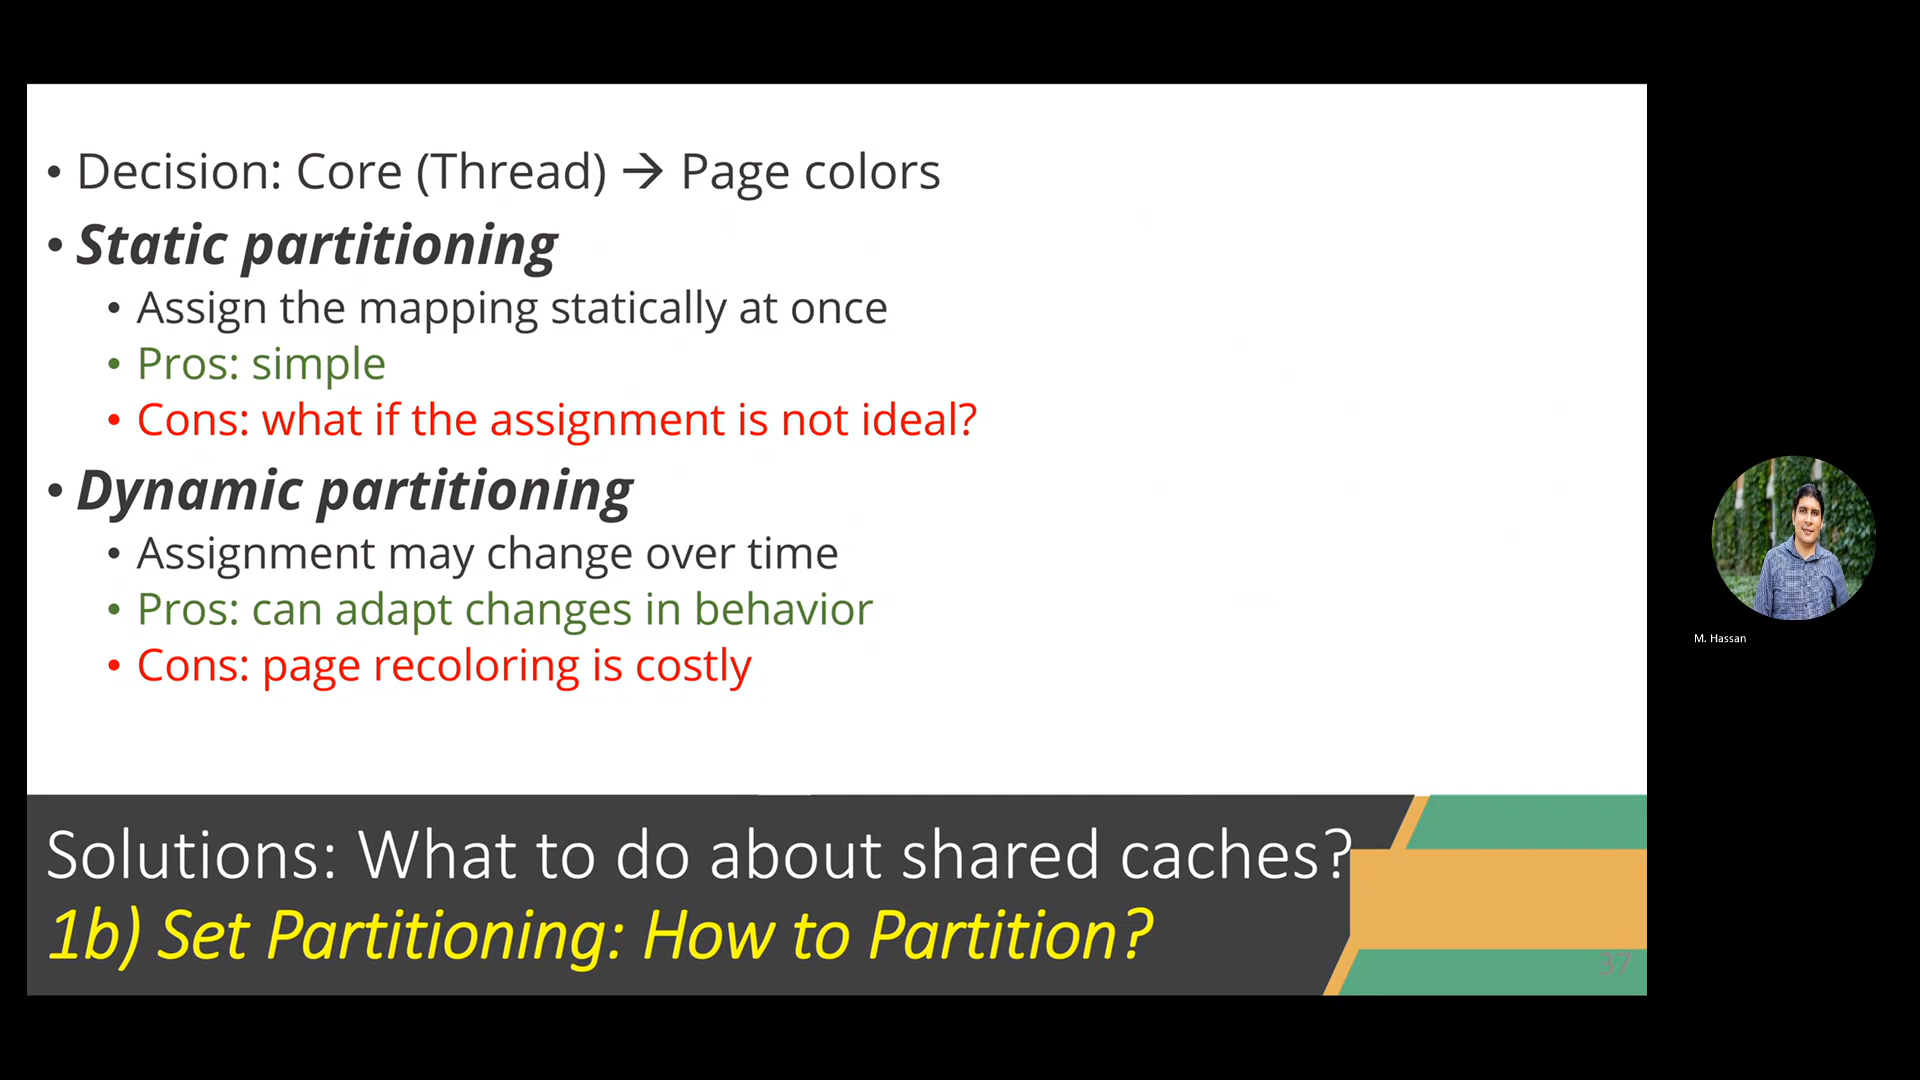 • Decision: Core (Thread) → Page colors
• Static partitioning
• Assign the mapping statically at once
• Pros: simple
• Cons: what if the assignment is not ideal?
• Dynamic partitioning
• Assignment may change over time
• Pros: can adapt changes in behavior
• Cons: page recoloring is costly
M. Hassan
Solutions: What to do about shared caches?
1b) Set Partitioning: How to Partition?
37